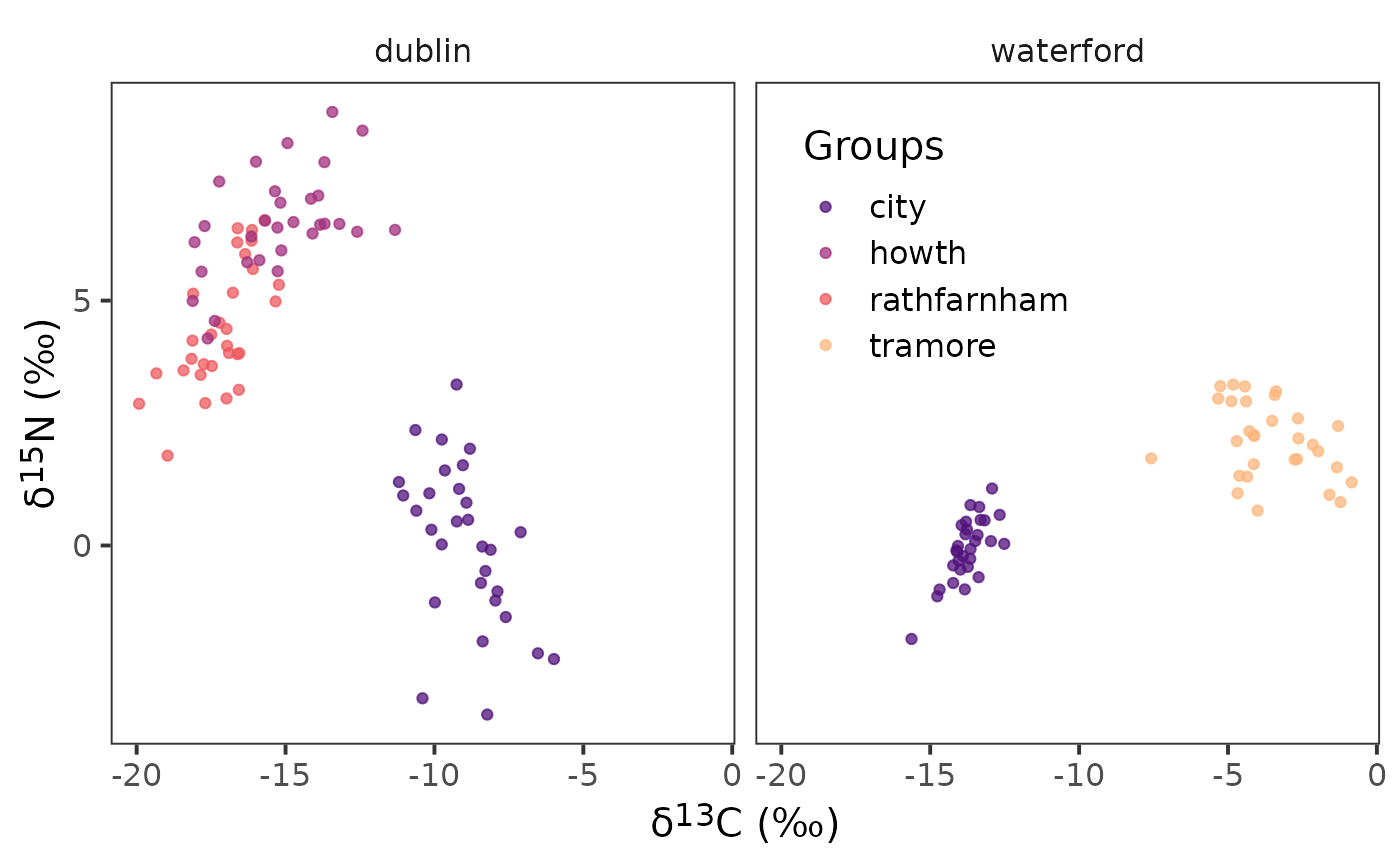 dublin
waterford
Groups
city
howth
rathfarnham
tramore
5
0
δ¹⁵N (‰)
-20 -15 -10 -5 0
-20 -15 -10 -5 0
δ¹³C (‰)